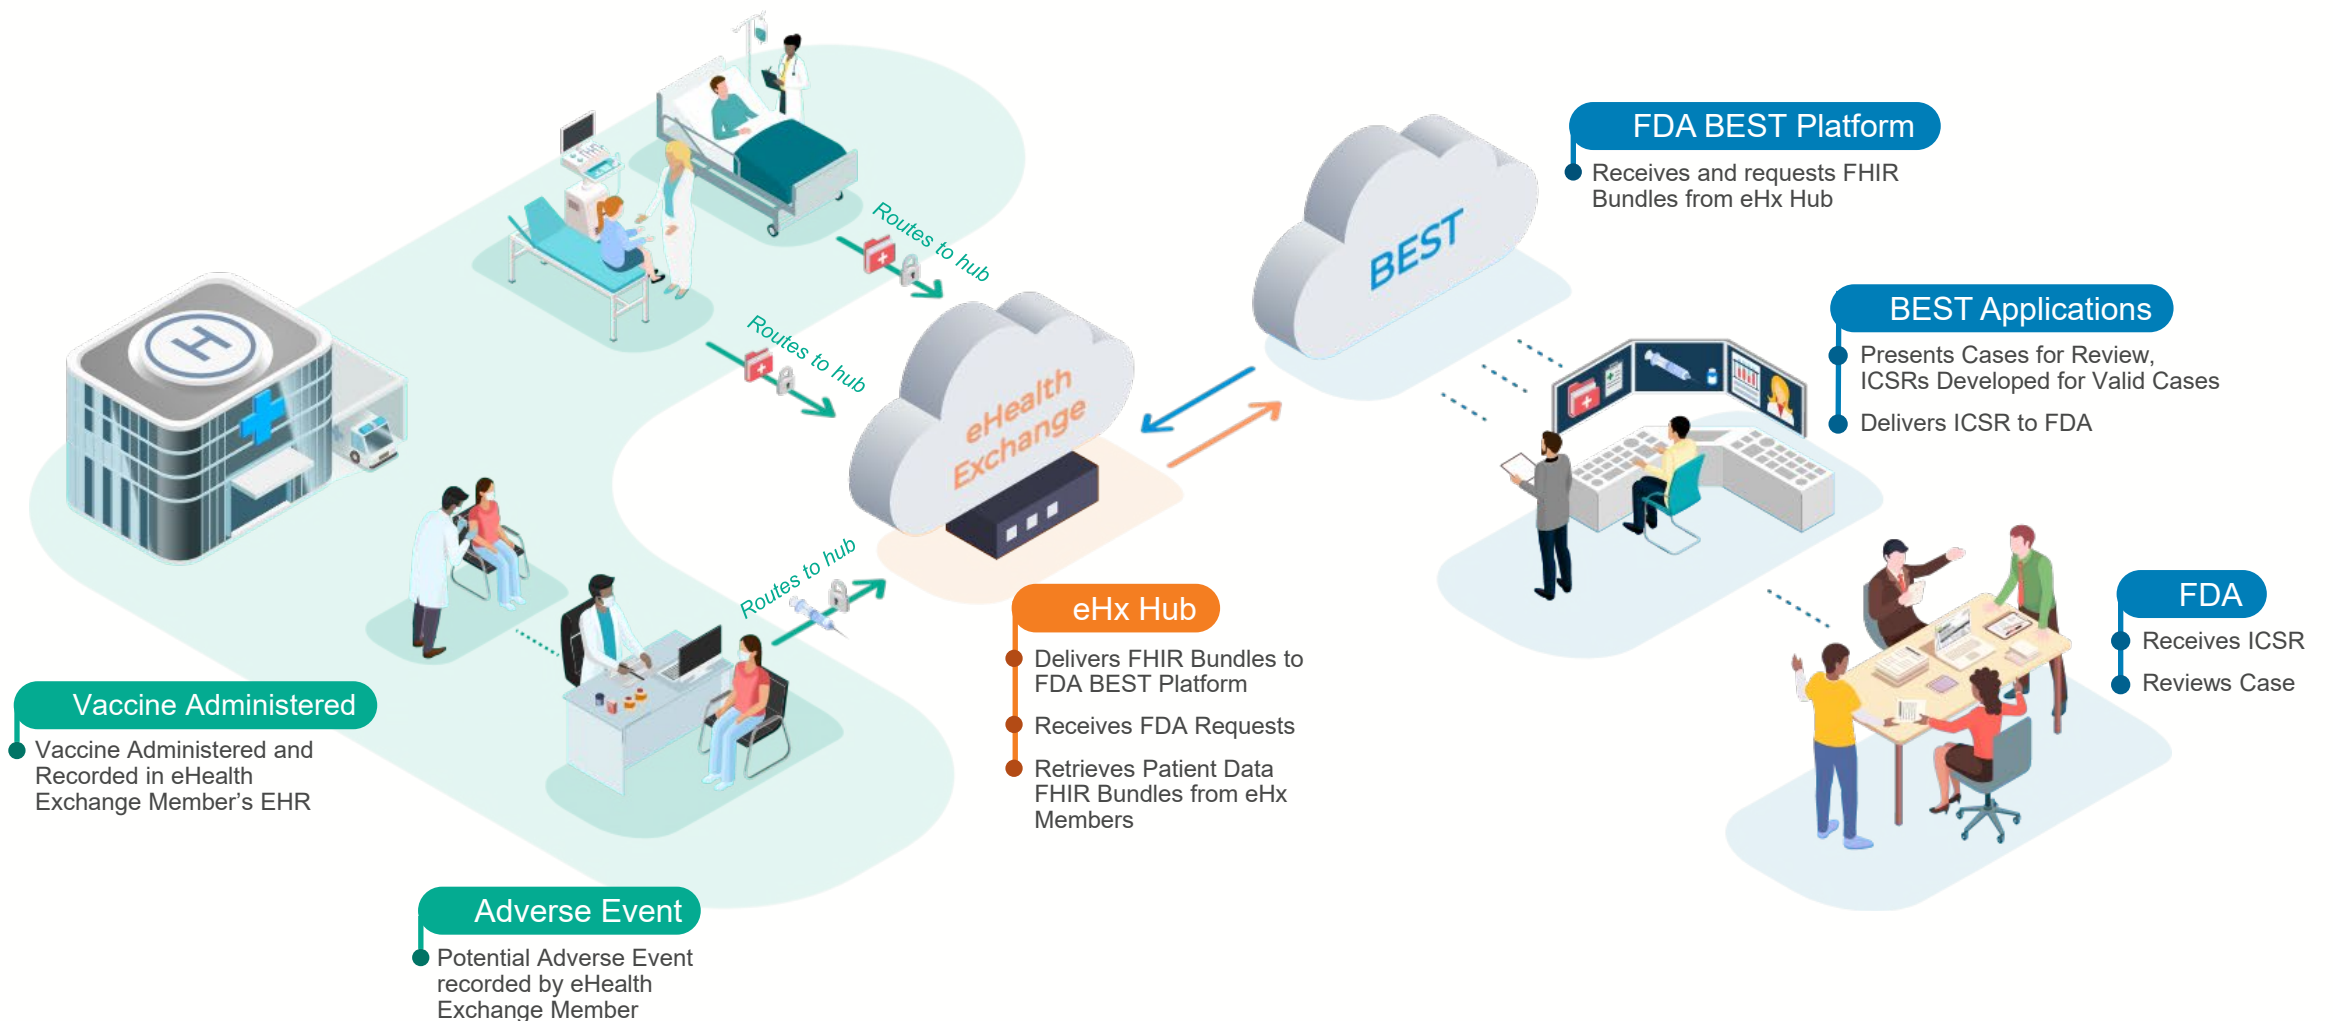 Routes to hub
Routes to hub
Routes to hub
eHealth
Exchange
BEST
FDA BEST Platform
Receives and requests FHIR
Bundles from eHx Hub
BEST Applications
Presents Cases for Review,
ICSRs Developed for Valid Cases
Delivers ICSR to FDA
FDA
Receives ICSR
Reviews Case
eHx Hub
Delivers FHIR Bundles to
FDA BEST Platform
Receives FDA Requests
Retrieves Patient Data
FHIR Bundles from eHx
Members
Vaccine Administered
Vaccine Administered and
Recorded in eHealth
Exchange Member’s EHR
Adverse Event
Potential Adverse Event
recorded by eHealth
Exchange Member
H